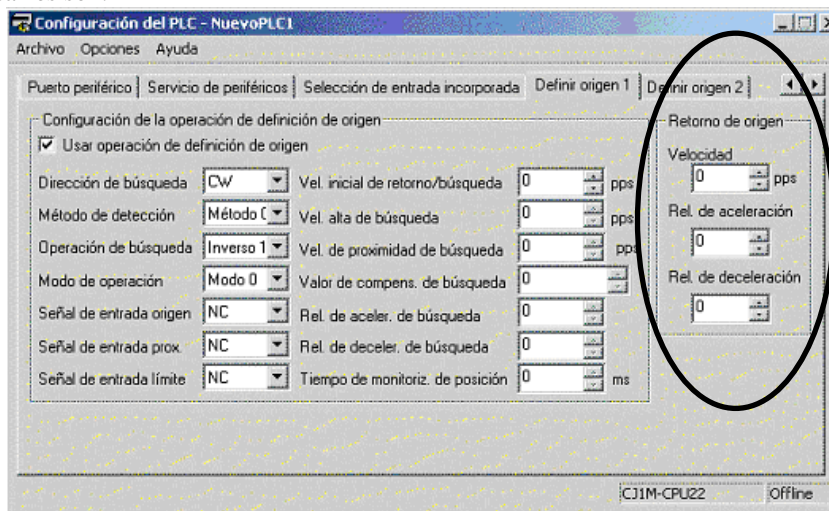 Configuración del PLC - NuevoPLC1
Archivo Opciones Ayuda
Puerto periférico Servicio de periféricos Selección de entrada incorporada Definir origen 1 Definir origen 2
Configuración de la operación de definición de origen
Usar operación de definición de origen
Dirección de búsqueda CW Vel. inicial de retorno/búsqueda 0 pps
Método de detección Método Vel. alta de búsqueda 0 pps
Operación de búsqueda Inverso 1 Vel. de proximidad de búsqueda 0 pps
Modo de operación Modo 0 Valor de compens. de búsqueda 0
Señal de entrada origen NC Rel. de aceler. de búsqueda 0
Señal de entrada prox. NC Rel. de deceler. de búsqueda 0
Señal de entrada límite NC Tiempo de monitoriz. de posición 0 ms
Retorno de origen
Velocidad
0 pps
Rel. de aceleración
0
Rel. de deceleración
0
CJ1M-CPU22 Offline